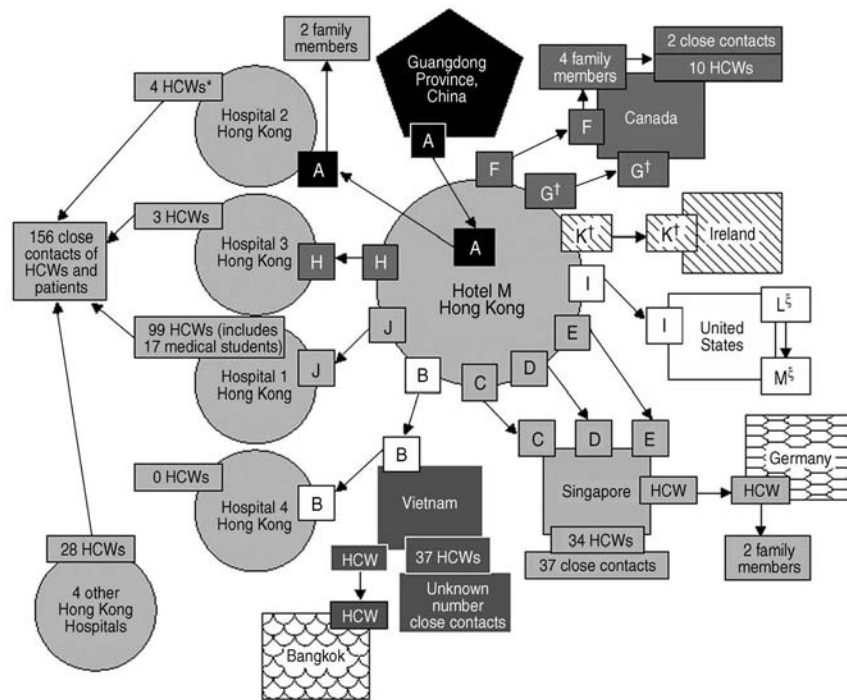 2 family
members
Guangdong
Province,
China
A
4 family
members
2 close contacts
10 HCWs
F
Canada
G†
4 HCWs*
Hospital 2
Hong Kong
A
F
G†
K†
K†
Ireland
156 close
contacts of
HCWs and
patients
3 HCWs
Hospital 3
Hong Kong
H
H
A
Hotel M
Hong Kong
I
I
United
States
Lξ
Mξ
99 HCWs (includes
17 medical students)
Hospital 1
Hong Kong
J
J
B
C
D
E
0 HCWs
Hospital 4
Hong Kong
B
B
Vietnam
HCW
37 HCWs
Unknown
number
close contacts
HCW
Bangkok
C
D
E
Singapore
HCW
34 HCWs
37 close contacts
Germany
HCW
2 family
members
28 HCWs
4 other
Hong Kong
Hospitals